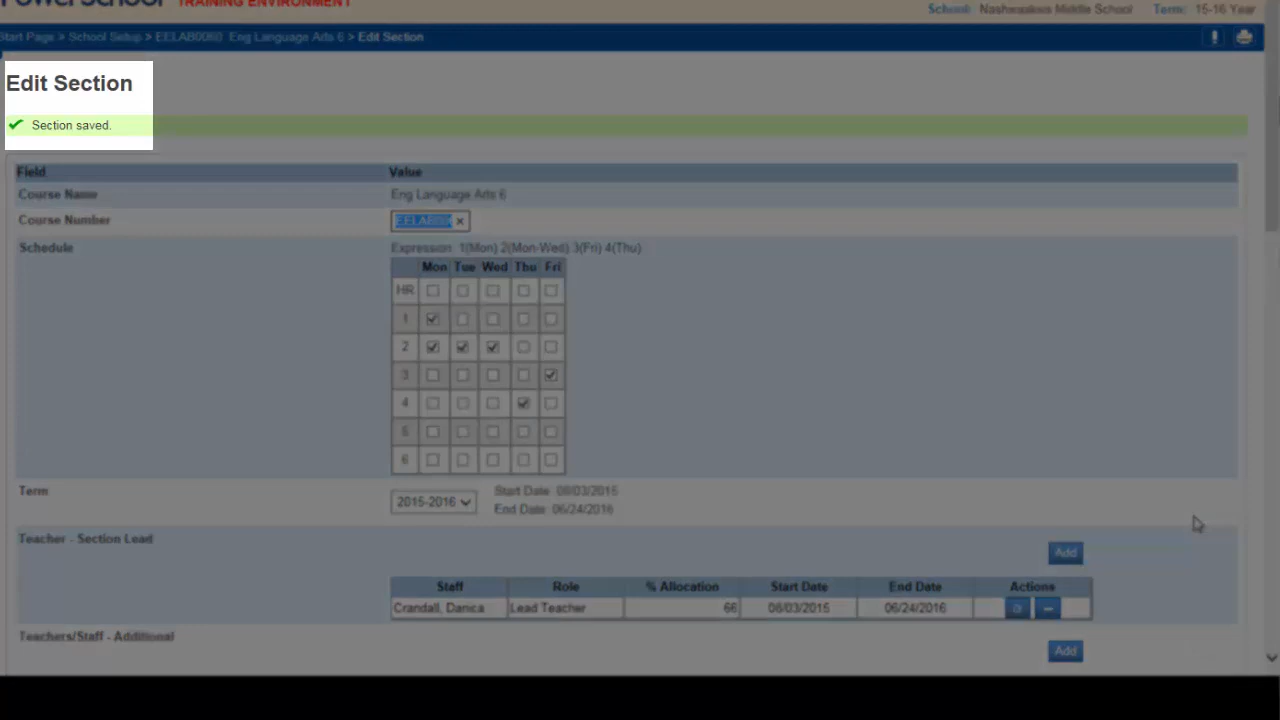 PowerSchool TRAINING ENVIRONMENT
School: Nashwaaksis Middle School Term: 15-16 Year
Start Page > School Setup > EELAB0060 Eng Language Arts 6 > Edit Section
Edit Section
Section saved.
Field Value
Course Name Eng Language Arts 6
Course Number EELAB00 ×
Schedule Expression 1(Mon) 2(Mon-Wed) 3(Fri) 4(Thu)
Mon Tue Wed Thu Fri
HR
1
2
3
4
5
6
Term 2015-2016 Start Date 08/03/2015
End Date 06/24/2016
Teacher - Section Lead Add
Staff Role % Allocation Start Date End Date Actions
Crandall, Danica Lead Teacher 66 08/03/2015 06/24/2016
Teachers/Staff - Additional Add